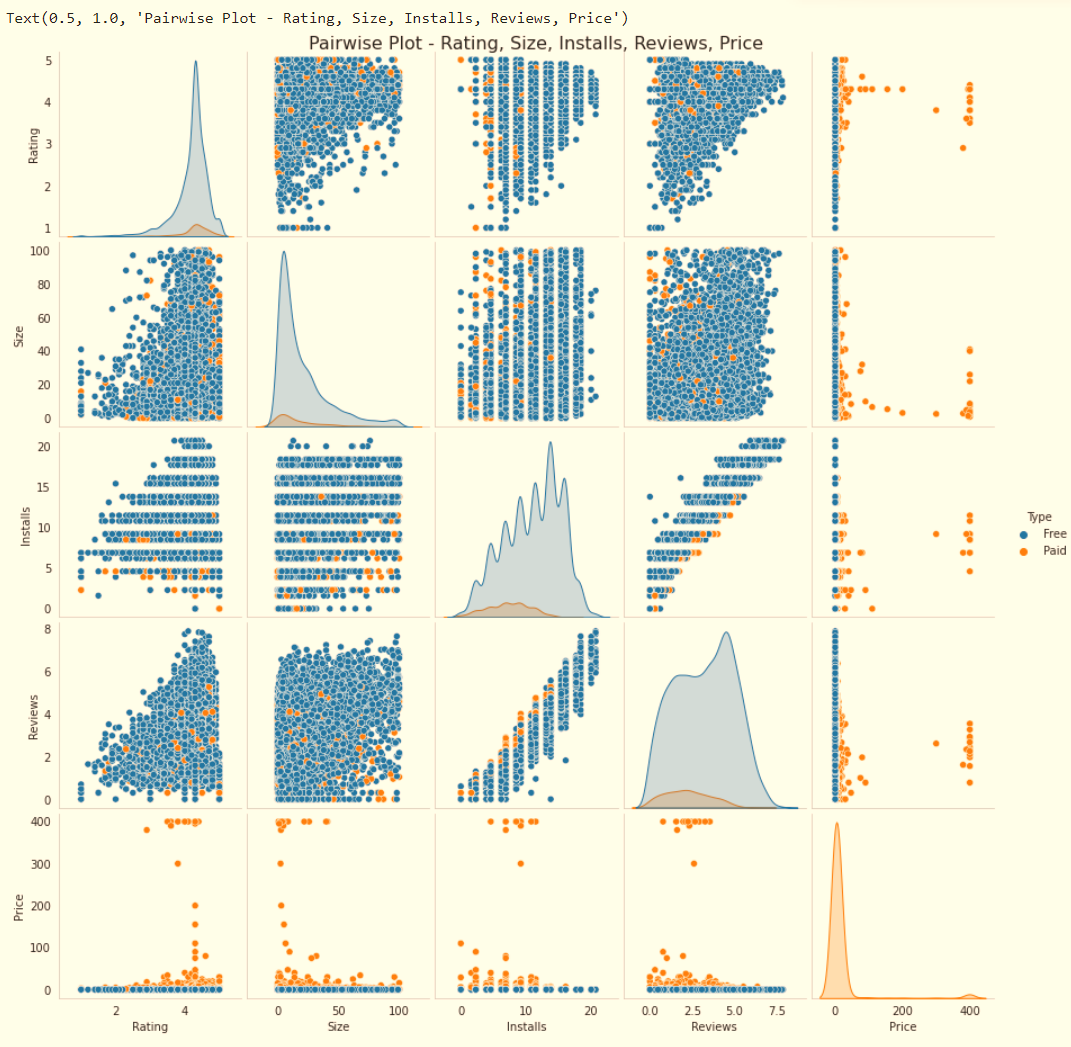 Text(0.5, 1.0, 'Pairwise Plot - Rating, Size, Installs, Reviews, Price')
Pairwise Plot - Rating, Size, Installs, Reviews, Price
5
4
3
2
1
Rating
100
80
60
40
20
0
Size
20
15
10
5
0
Installs
Type
Free
Paid
8
6
4
2
0
Reviews
400
300
200
100
0
Price
2 4
Rating
0 50 100
Size
0 10 20
Installs
0.0 2.5 5.0 7.5
Reviews
0 200 400
Price